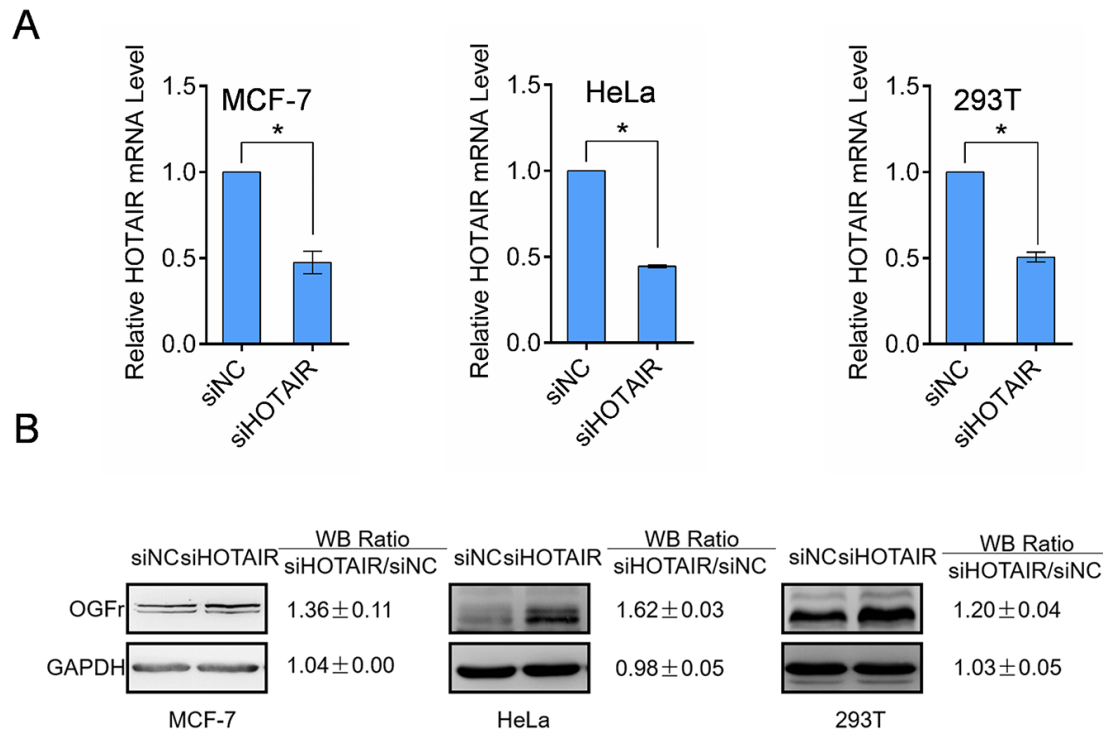 A
Relative HOTAIR mRNA Level
1.5
1.0
0.5
0.0
MCF-7
*
siNC
siHOTAIR
Relative HOTAIR mRNA Level
1.5
1.0
0.5
0.0
HeLa
*
siNC
siHOTAIR
Relative HOTAIR mRNA Level
1.5
1.0
0.5
0.0
293T
*
siNC
siHOTAIR
B
siNC siHOTAIR
WB Ratio
siHOTAIR/siNC
OGFr
1.36±0.11
GAPDH
1.04±0.00
MCF-7
siNC siHOTAIR
WB Ratio
siHOTAIR/siNC
1.62±0.03
0.98±0.05
HeLa
siNC siHOTAIR
WB Ratio
siHOTAIR/siNC
1.20±0.04
1.03±0.05
293T